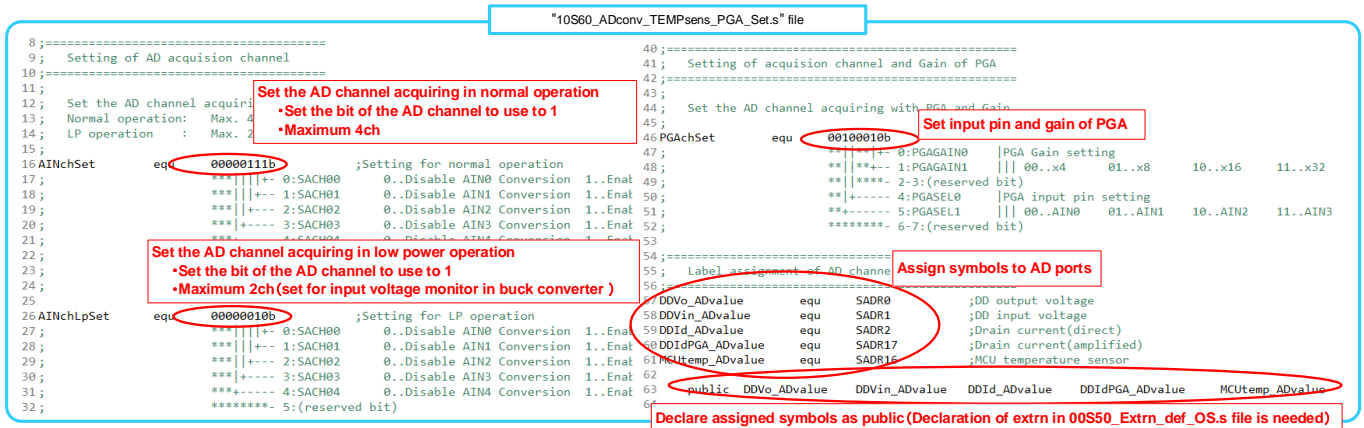 "10S60_ADconv_TEMPsens_PGA_Set.s" file
8 ;=====================================
9 ;   Setting of AD acquision channel
10 ;=====================================
11 ;
12 ;   Set the AD channel acquiri
13 ;   Normal operation:   Max. 4
14 ;   LP operation    :   Max. 2
15 ;
16 AINchSet        equ     00000111b       ;Setting for normal operation
17 ;                       ***||||+- 0:SACH00      0..Disable AIN0 Conversion  1..Enab
18 ;                       ***|||+-- 1:SACH01      0..Disable AIN1 Conversion  1..Enab
19 ;                       ***||+--- 2:SACH02      0..Disable AIN2 Conversion  1..Enab
20 ;                       ***|+---- 3:SACH03      0..Disable AIN3 Conversion  1..Enab
21 ;                       ***+----- 4:SACH04      0..Disable AIN4 Conversion  1..Enab
22 ;
23 ;
24 ;
25
26 AINchLpSet      equ     00000010b       ;Setting for LP operation
27 ;                       ***||||+- 0:SACH00      0..Disable AIN0 Conversion  1..Enab
28 ;                       ***|||+-- 1:SACH01      0..Disable AIN1 Conversion  1..Enab
29 ;                       ***||+--- 2:SACH02      0..Disable AIN2 Conversion  1..Enab
30 ;                       ***|+---- 3:SACH03      0..Disable AIN3 Conversion  1..Enab
31 ;                       ***+----- 4:SACH04      0..Disable AIN4 Conversion  1..Enab
32 ;                       ********- 5:(reserved bit)
Set the AD channel acquiring in normal operation
・Set the bit of the AD channel to use to 1
・Maximum 4ch
Set the AD channel acquiring in low power operation
・Set the bit of the AD channel to use to 1
・Maximum 2ch(set for input voltage monitor in buck converter )
40 ;==============================================
41 ;   Setting of acquision channel and Gain of PGA
42 ;==============================================
43 ;
44 ;   Set the AD channel acquiring with PGA and Gain
45 ;
46 PGAchSet        equ     00100010b
47 ;                       **||**|+- 0:PGAGAIN0    |PGA Gain setting
48 ;                       **||**+-- 1:PGAGAIN1    ||| 00..x4      01..x8      10..x16     11..x32
49 ;                       **||****- 2-3:(reserved bit)
50 ;                       **|+----- 4:PGASEL0     |PGA input pin setting
51 ;                       **+------ 5:PGASEL1     ||| 00..AIN0    01..AIN1    10..AIN2    11..AIN3
52 ;                       ********- 6-7:(reserved bit)
53
54 ;==============================================
55 ;   Label assignment of AD channe
56 ;==============================================
57 DDVo_ADvalue        equ     SADR0           ;DD output voltage
58 DDVin_ADvalue       equ     SADR1           ;DD input voltage
59 DDId_ADvalue        equ     SADR2           ;Drain current(direct)
60 DDIdPGA_ADvalue     equ     SADR17          ;Drain current(amplified)
61 MCUtemp_ADvalue     equ     SADR16          ;MCU temperature sensor
62
63     public  DDVo_ADvalue    DDVin_ADvalue   DDId_ADvalue    DDIdPGA_ADvalue     MCUtemp_ADvalue
64
Set input pin and gain of PGA
Assign symbols to AD ports
Declare assigned symbols as public(Declaration of extrn in 00S50_Extrn_def_OS.s file is needed)